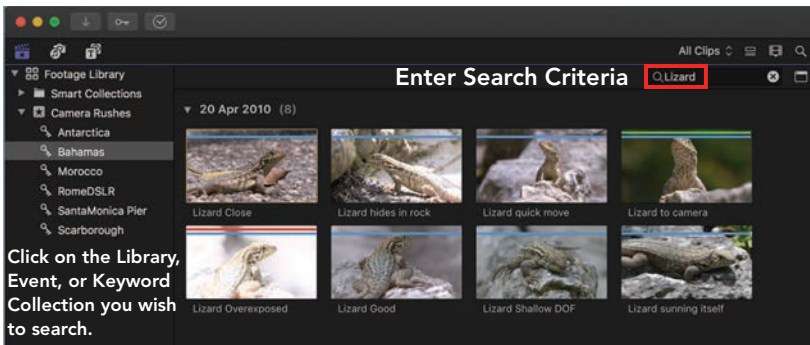 All Clips
Footage Library
Enter Search Criteria
Lizard
Smart Collections
Camera Rushes
20 Apr 2010 (8)
Antarctica
Bahamas
Morocco
RomeDSLR
SantaMonica Pier
Scarborough
Lizard Close
Lizard hides in rock
Lizard quick move
Lizard to camera
Click on the Library,
Event, or Keyword
Collection you wish
to search.
Lizard Overexposed
Lizard Good
Lizard Shallow DOF
Lizard sunning itself